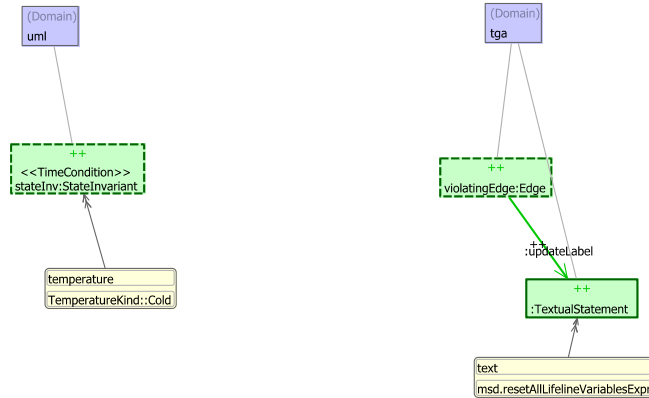 (Domain)
uml
(Domain)
tga
++
<<TimeCondition>>
stateInv:StateInvariant
++
violatingEdge:Edge
++
:updateLabel
temperature
TemperatureKind::Cold
++
:TextualStatement
text
msd.resetAllLifelineVariablesExpr